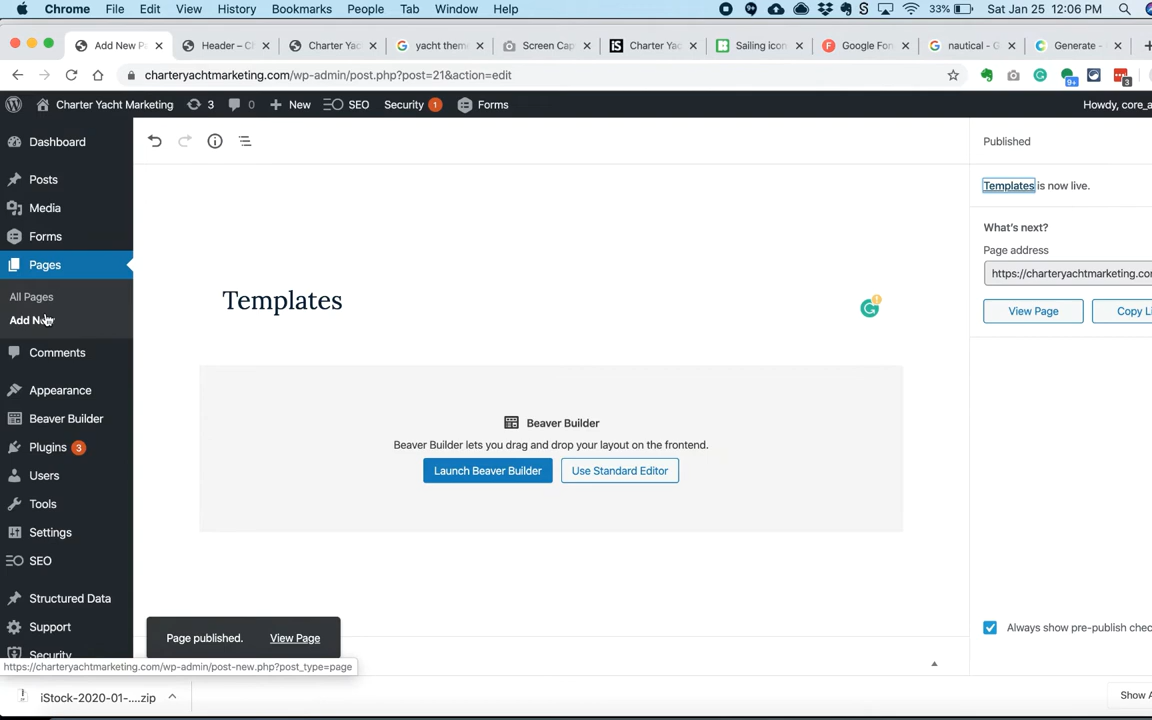 Chrome File Edit View History Bookmarks People Tab Window Help 33% Sat Jan 25 12:06 PM
Add New P Header – C Charter Yac yacht them Screen Cap Charter Yac Sailing icon Google Fon nautical - G Generate -
charteryachtmarketing.com/wp-admin/post.php?post=21&action=edit 9+ 3
Charter Yacht Marketing 3 0 New SEO Security 1 Forms Howdy, core_a
Dashboard
Posts
Media
Forms
Pages
All Pages
Add New
Comments
Appearance
Beaver Builder
Plugins 3
Users
Tools
Settings
SEO
Structured Data
Support
Security
Templates
1
Beaver Builder
Beaver Builder lets you drag and drop your layout on the frontend.
Launch Beaver Builder Use Standard Editor
Published
Templates is now live.
What's next?
Page address
https://charteryachtmarketing.co
View Page Copy Li
Always show pre-publish chec
Page published. View Page
https://charteryachtmarketing.com/wp-admin/post-new.php?post_type=page
iStock-2020-01-....zip Show A